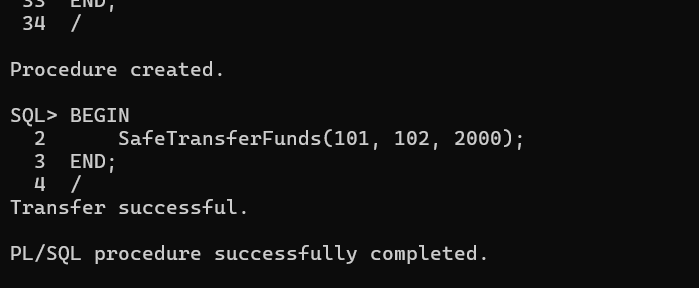 33  END;
34  /
Procedure created.
SQL> BEGIN
  2      SafeTransferFunds(101, 102, 2000);
  3  END;
  4  /
Transfer successful.
PL/SQL procedure successfully completed.